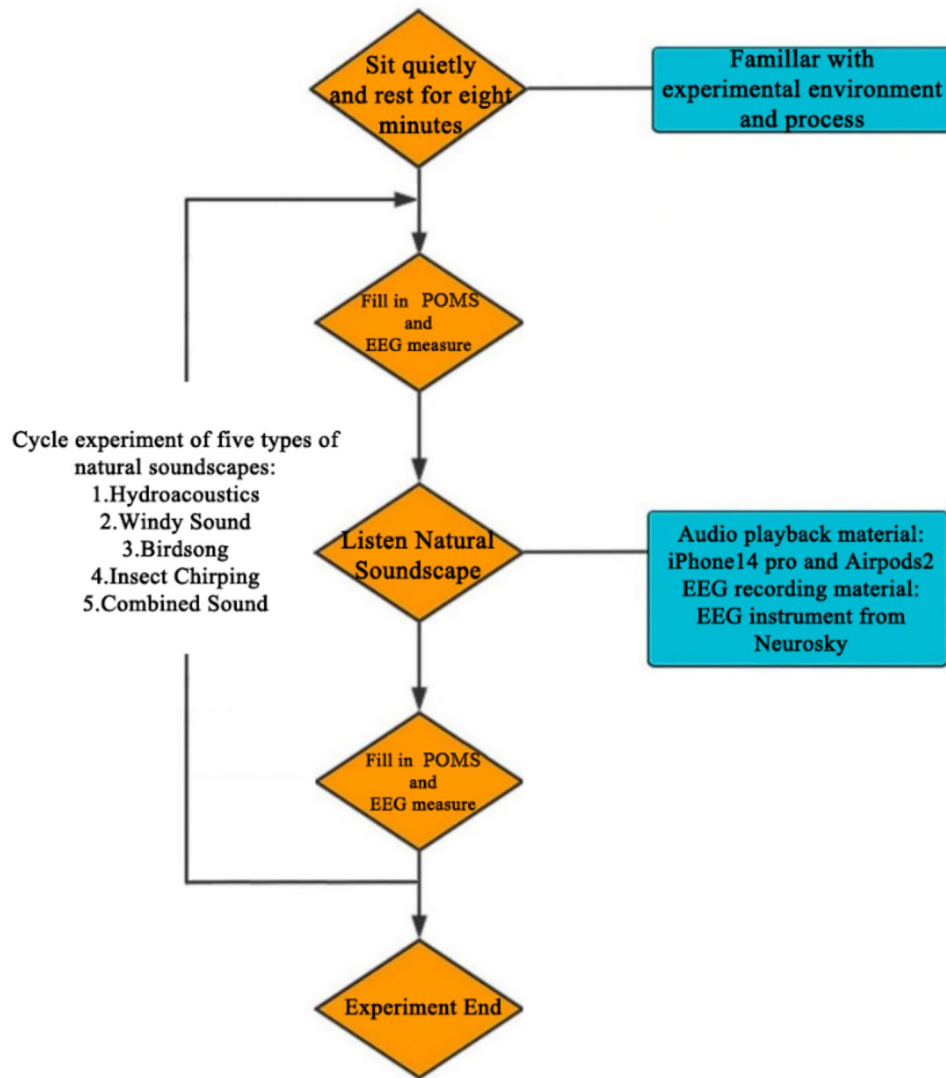 Sit quietly
and rest for eight
minutes
Familiar with
experimental environment
and process
Fill in POMS
and
EEG measure
Cycle experiment of five types of
natural soundscapes:
1.Hydroacoustics
2.Windy Sound
3.Birdsong
4.Insect Chirping
5.Combined Sound
Listen Natural
Soundscape
Audio playback material:
iPhone14 pro and Airpods2
EEG recording material:
EEG instrument from
Neurosky
Fill in POMS
and
EEG measure
Experiment End